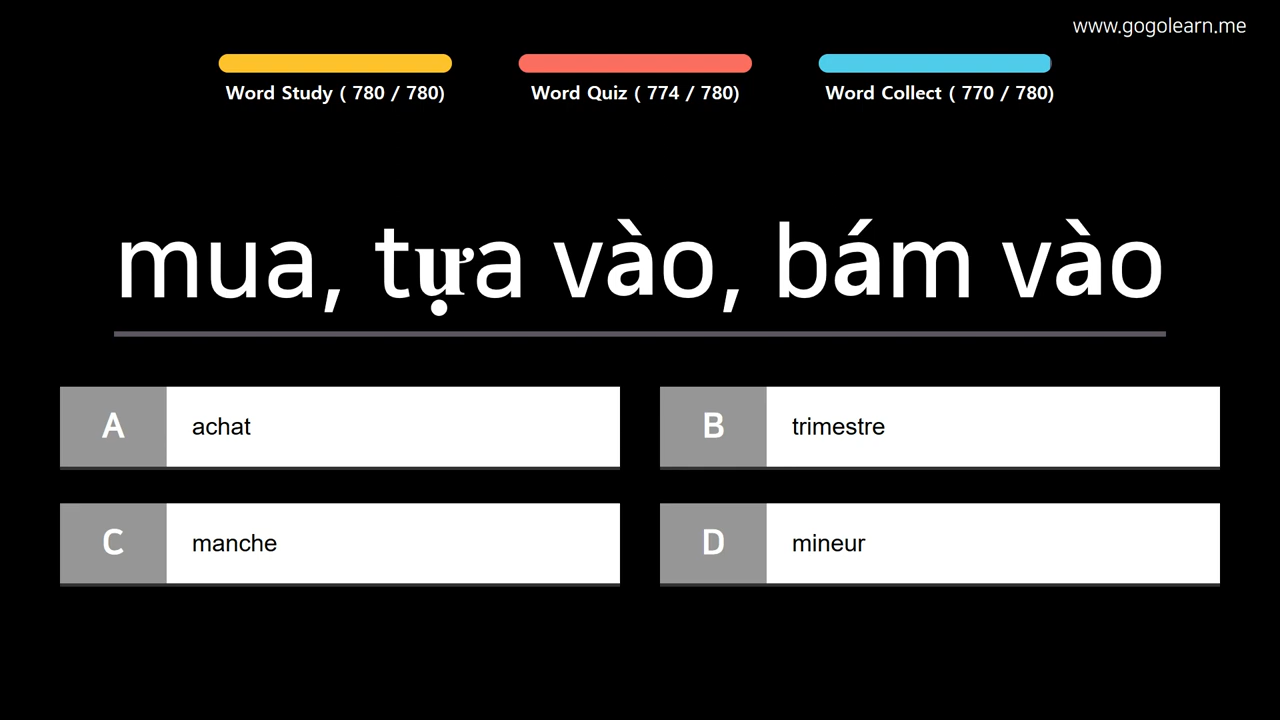 www.gogolearn.me
Word Study ( 780 / 780)
Word Quiz ( 774 / 780)
Word Collect ( 770 / 780)
mua, tựa vào, bám vào
A
achat
B
trimestre
C
manche
D
mineur